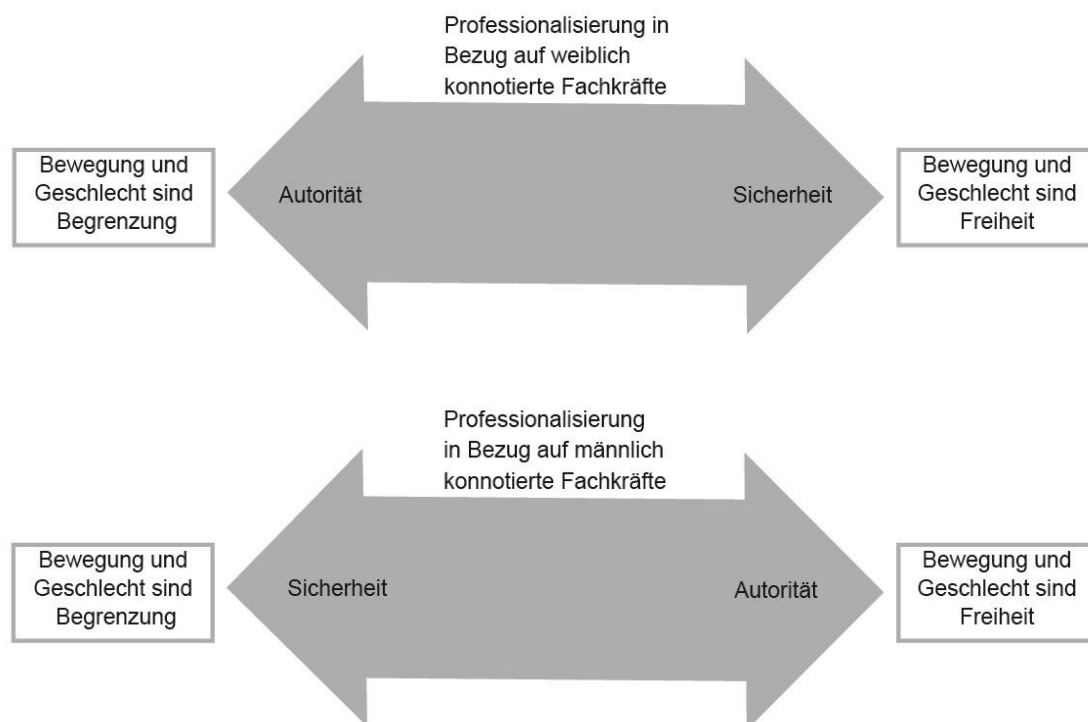 Professionalisierung in
Bezug auf weiblich
konnotierte Fachkräfte
Bewegung und
Geschlecht sind
Begrenzung
Autorität
Sicherheit
Bewegung und
Geschlecht sind
Freiheit
Professionalisierung
in Bezug auf männlich
konnotierte Fachkräfte
Bewegung und
Geschlecht sind
Begrenzung
Sicherheit
Autorität
Bewegung und
Geschlecht sind
Freiheit